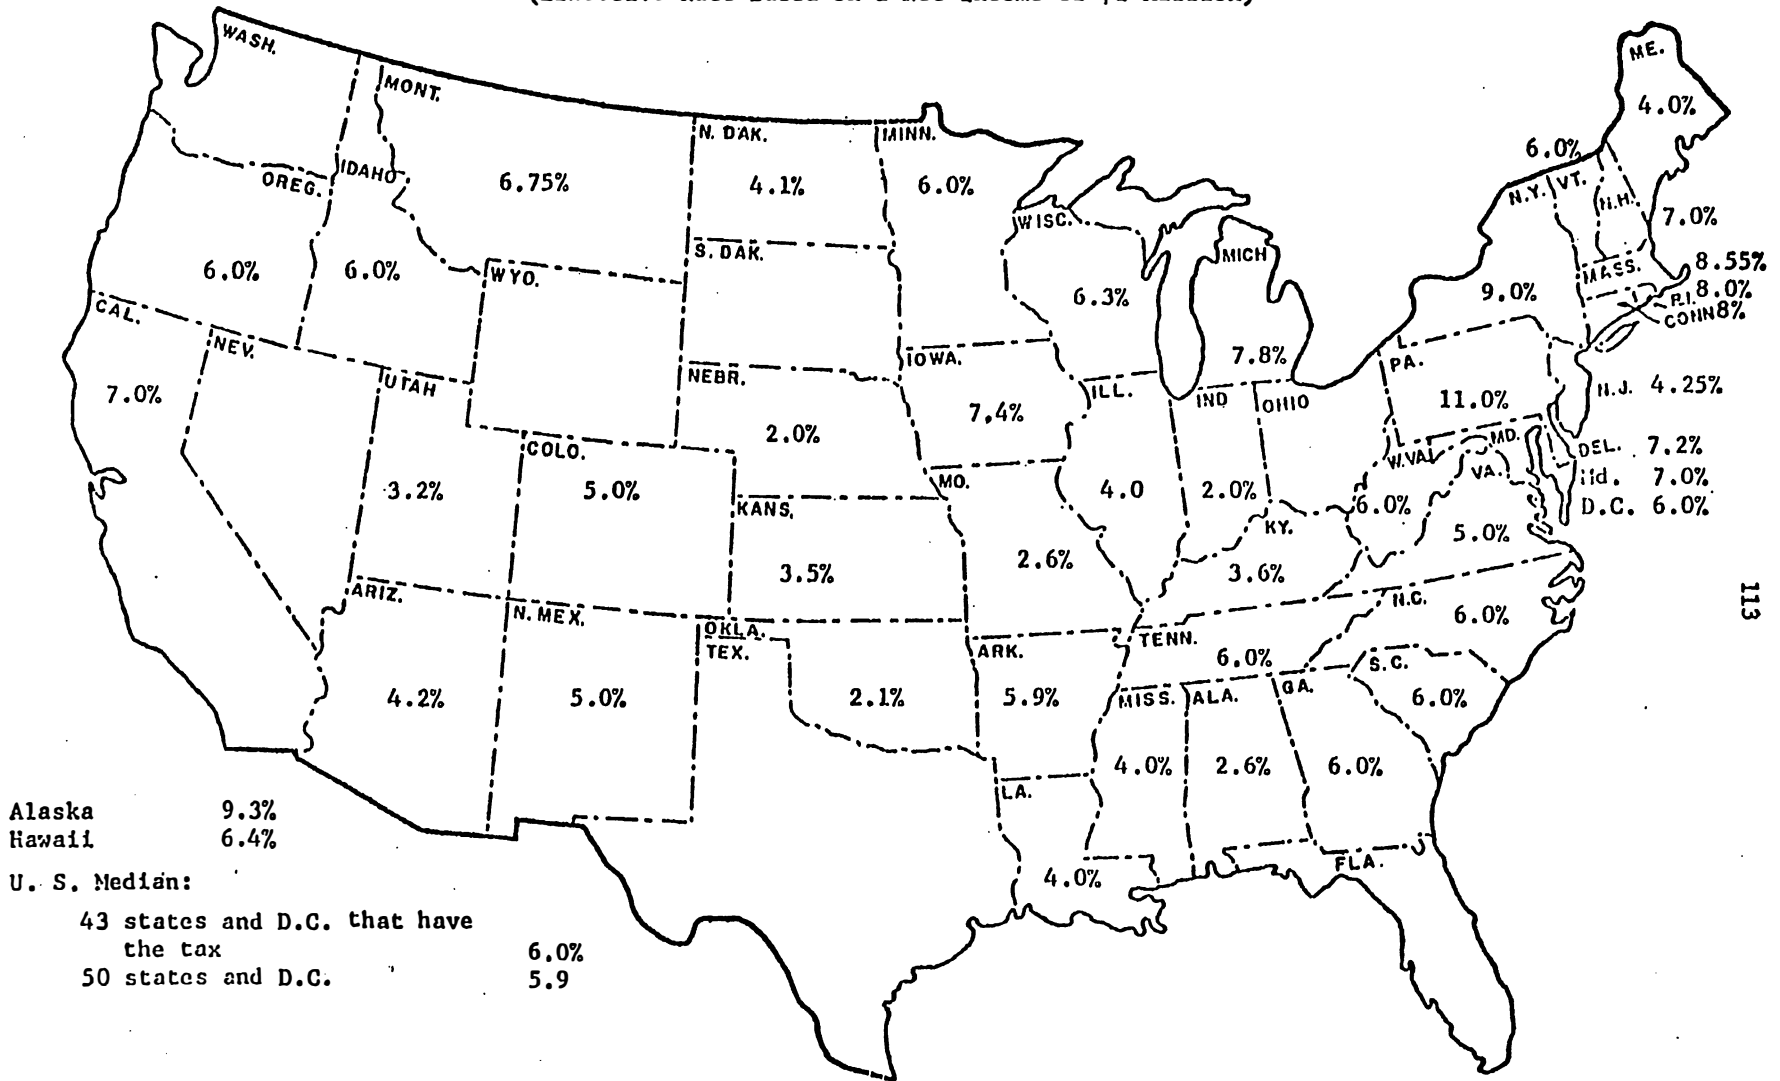 WASH.
MONT.
ME.
4.0%
N. DAK.
MINN.
6.0%
IDAHO
OREG.
6.75%
4.1%
6.0%
N.Y.
VT.
N.H.
7.0%
WISC.
S. DAK.
MICH
6.0%
6.0%
WYO.
6.3%
9.0%
MASS.
8.55%
R.I.
8.0%
CONN 8%
CAL.
NEV.
IOWA.
7.8%
PA.
UTAH
NEBR.
ILL.
IND
OHIO
N.J. 4.25%
7.0%
7.4%
11.0%
2.0%
MD.
COLO.
W.VA.
VA.
DEL. 7.2%
Md. 7.0%
D.C. 6.0%
3.2%
5.0%
MO.
4.0
2.0%
6.0%
KANS.
KY.
5.0%
2.6%
3.5%
3.6%
ARIZ.
N. MEX.
N.C.
6.0%
113
OKLA.
TEX.
ARK.
TENN.
6.0%
S.C.
4.2%
5.0%
2.1%
5.9%
MISS.
ALA.
GA.
6.0%
4.0%
2.6%
6.0%
LA.
FLA.
4.0%
Alaska 9.3%
Hawaii 6.4%
U. S. Median:
43 states and D.C. that have
the tax 6.0%
50 states and D.C. 5.9